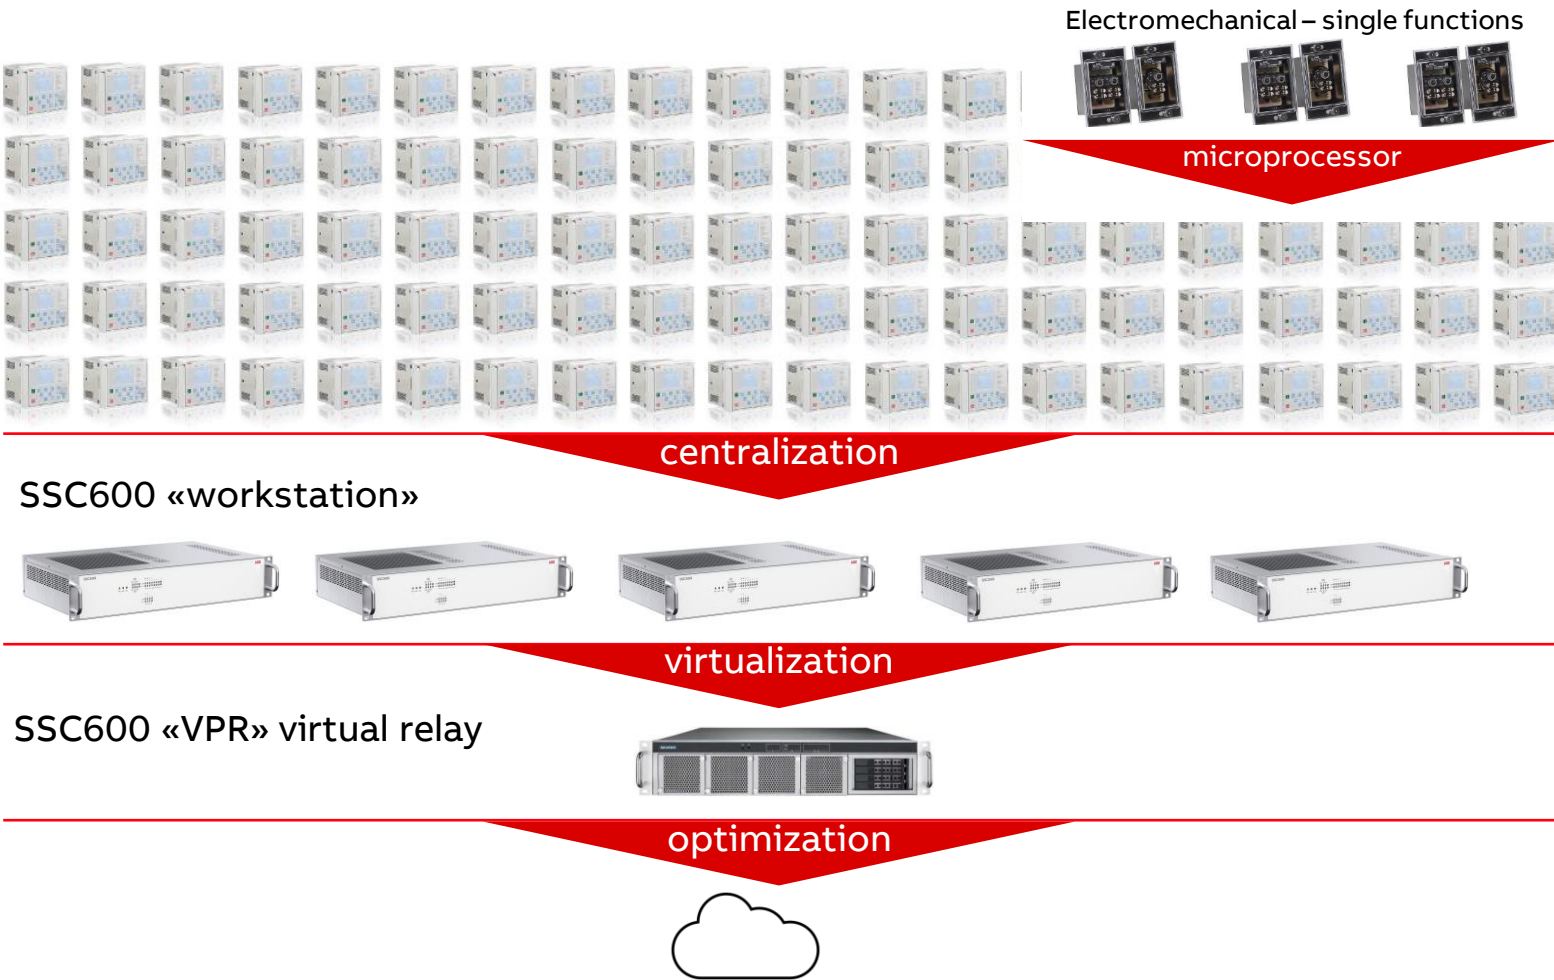 Electromechanical – single functions
microprocessor
centralization
SSC600 «workstation»
virtualization
SSC600 «VPR» virtual relay
optimization